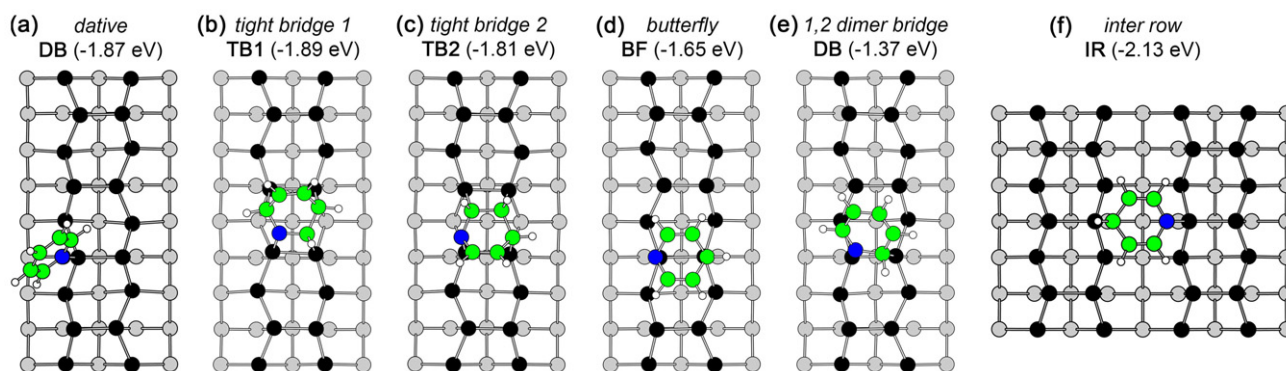 (a) dative
DB (-1.87 eV)
(b) tight bridge 1
TB1 (-1.89 eV)
(c) tight bridge 2
TB2 (-1.81 eV)
(d) butterfly
BF (-1.65 eV)
(e) 1,2 dimer bridge
DB (-1.37 eV)
(f) inter row
IR (-2.13 eV)